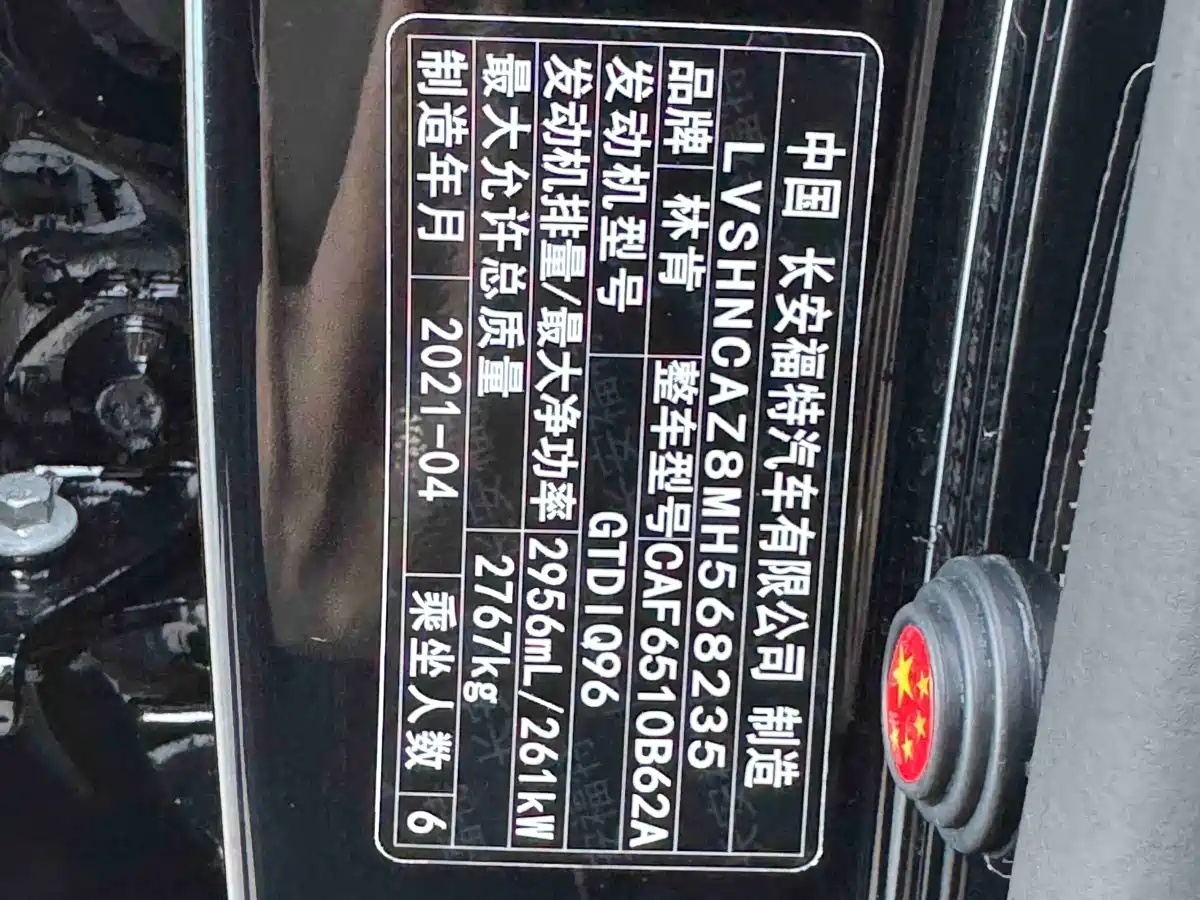 中国 长安福特汽车有限公司 制造
LVSHNCAZ8MH568235
品牌 林肯 整车型号 CAF6510B62A
发动机型号 GTDIQ96
发动机排量/最大净功率 2956mL/261kW
最大允许总质量 2767kg
制造年月 2021-04 乘坐人数 6